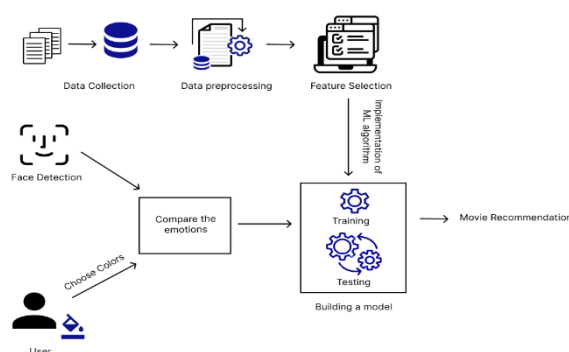 Data Collection
Data preprocessing
Feature Selection
Implementation of
ML algorithm
Face Detection
Compare the
emotions
Training
Testing
Movie Recommendation
Choose Colors
Building a model
User